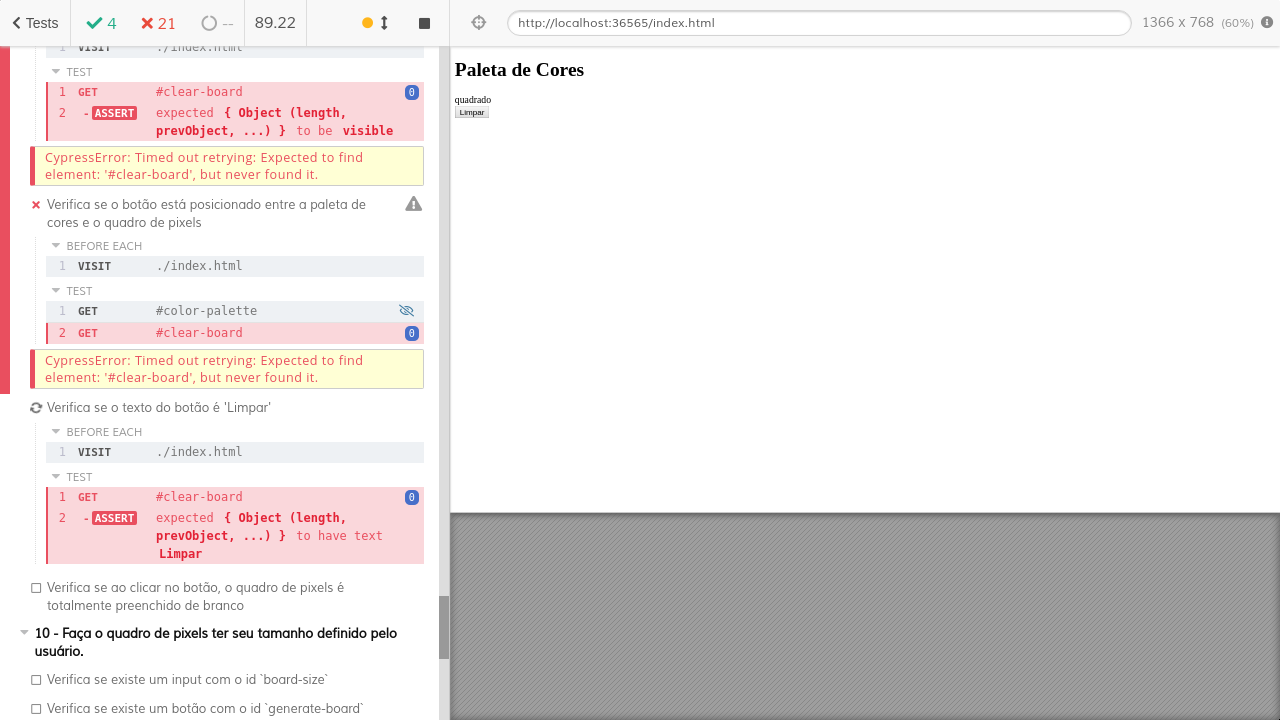 Tests
4
21
--
89.22
http://localhost:36565/index.html
1366 x 768 (60%)
1 VISIT ./index.html
TEST
1 GET #clear-board 0
2 -ASSERT expected { Object (length,
prevObject, ...) } to be visible
CypressError: Timed out retrying: Expected to find
element: '#clear-board', but never found it.
Verifica se o botão está posicionado entre a paleta de
cores e o quadro de pixels
BEFORE EACH
1 VISIT ./index.html
TEST
1 GET #color-palette
2 GET #clear-board 0
CypressError: Timed out retrying: Expected to find
element: '#clear-board', but never found it.
Verifica se o texto do botão é 'Limpar'
BEFORE EACH
1 VISIT ./index.html
TEST
1 GET #clear-board 0
2 -ASSERT expected { Object (length,
prevObject, ...) } to have text
Limpar
Verifica se ao clicar no botão, o quadro de pixels é
totalmente preenchido de branco
10 - Faça o quadro de pixels ter seu tamanho definido pelo
usuário.
Verifica se existe um input com o id `board-size`
Verifica se existe um botão com o id `generate-board`
Paleta de Cores
quadrado
Limpar